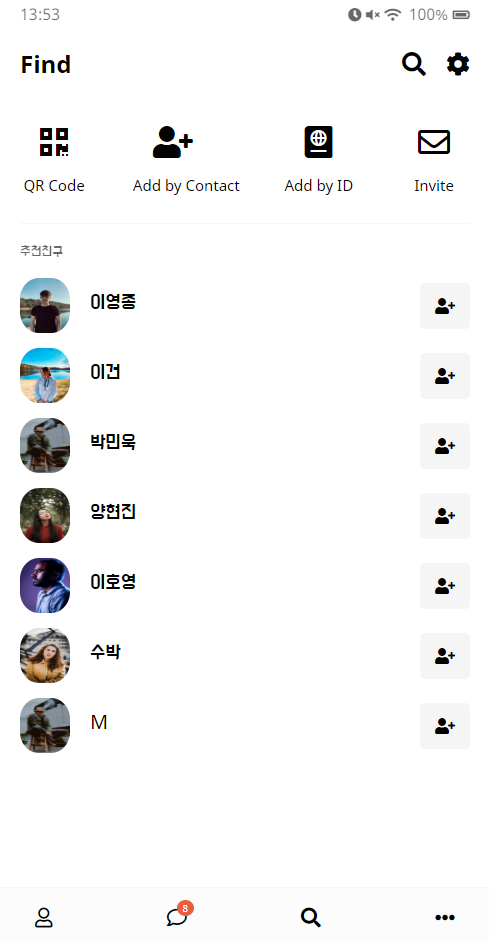 13:53
100%
Find
QR Code
Add by Contact
Add by ID
Invite
추천친구
이영종
이건
박민욱
양현진
이호영
수박
M
8